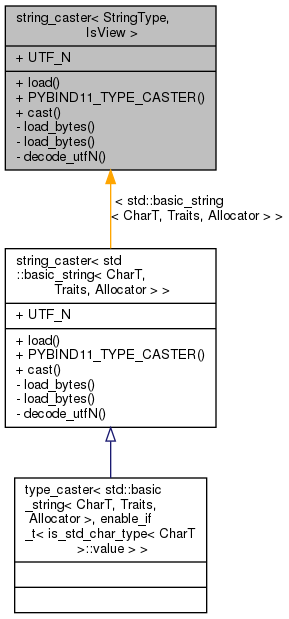 string_caster< StringType,
IsView >
+ UTF_N
+ load()
+ PYBIND11_TYPE_CASTER()
+ cast()
- load_bytes()
- load_bytes()
- decode_utfN()
< std::basic_string
< CharT, Traits, Allocator > >
string_caster< std
::basic_string< CharT,
Traits, Allocator > >
+ UTF_N
+ load()
+ PYBIND11_TYPE_CASTER()
+ cast()
- load_bytes()
- load_bytes()
- decode_utfN()
type_caster< std::basic
_string< CharT, Traits,
Allocator >, enable_if
_t< is_std_char_type< CharT
>::value > >